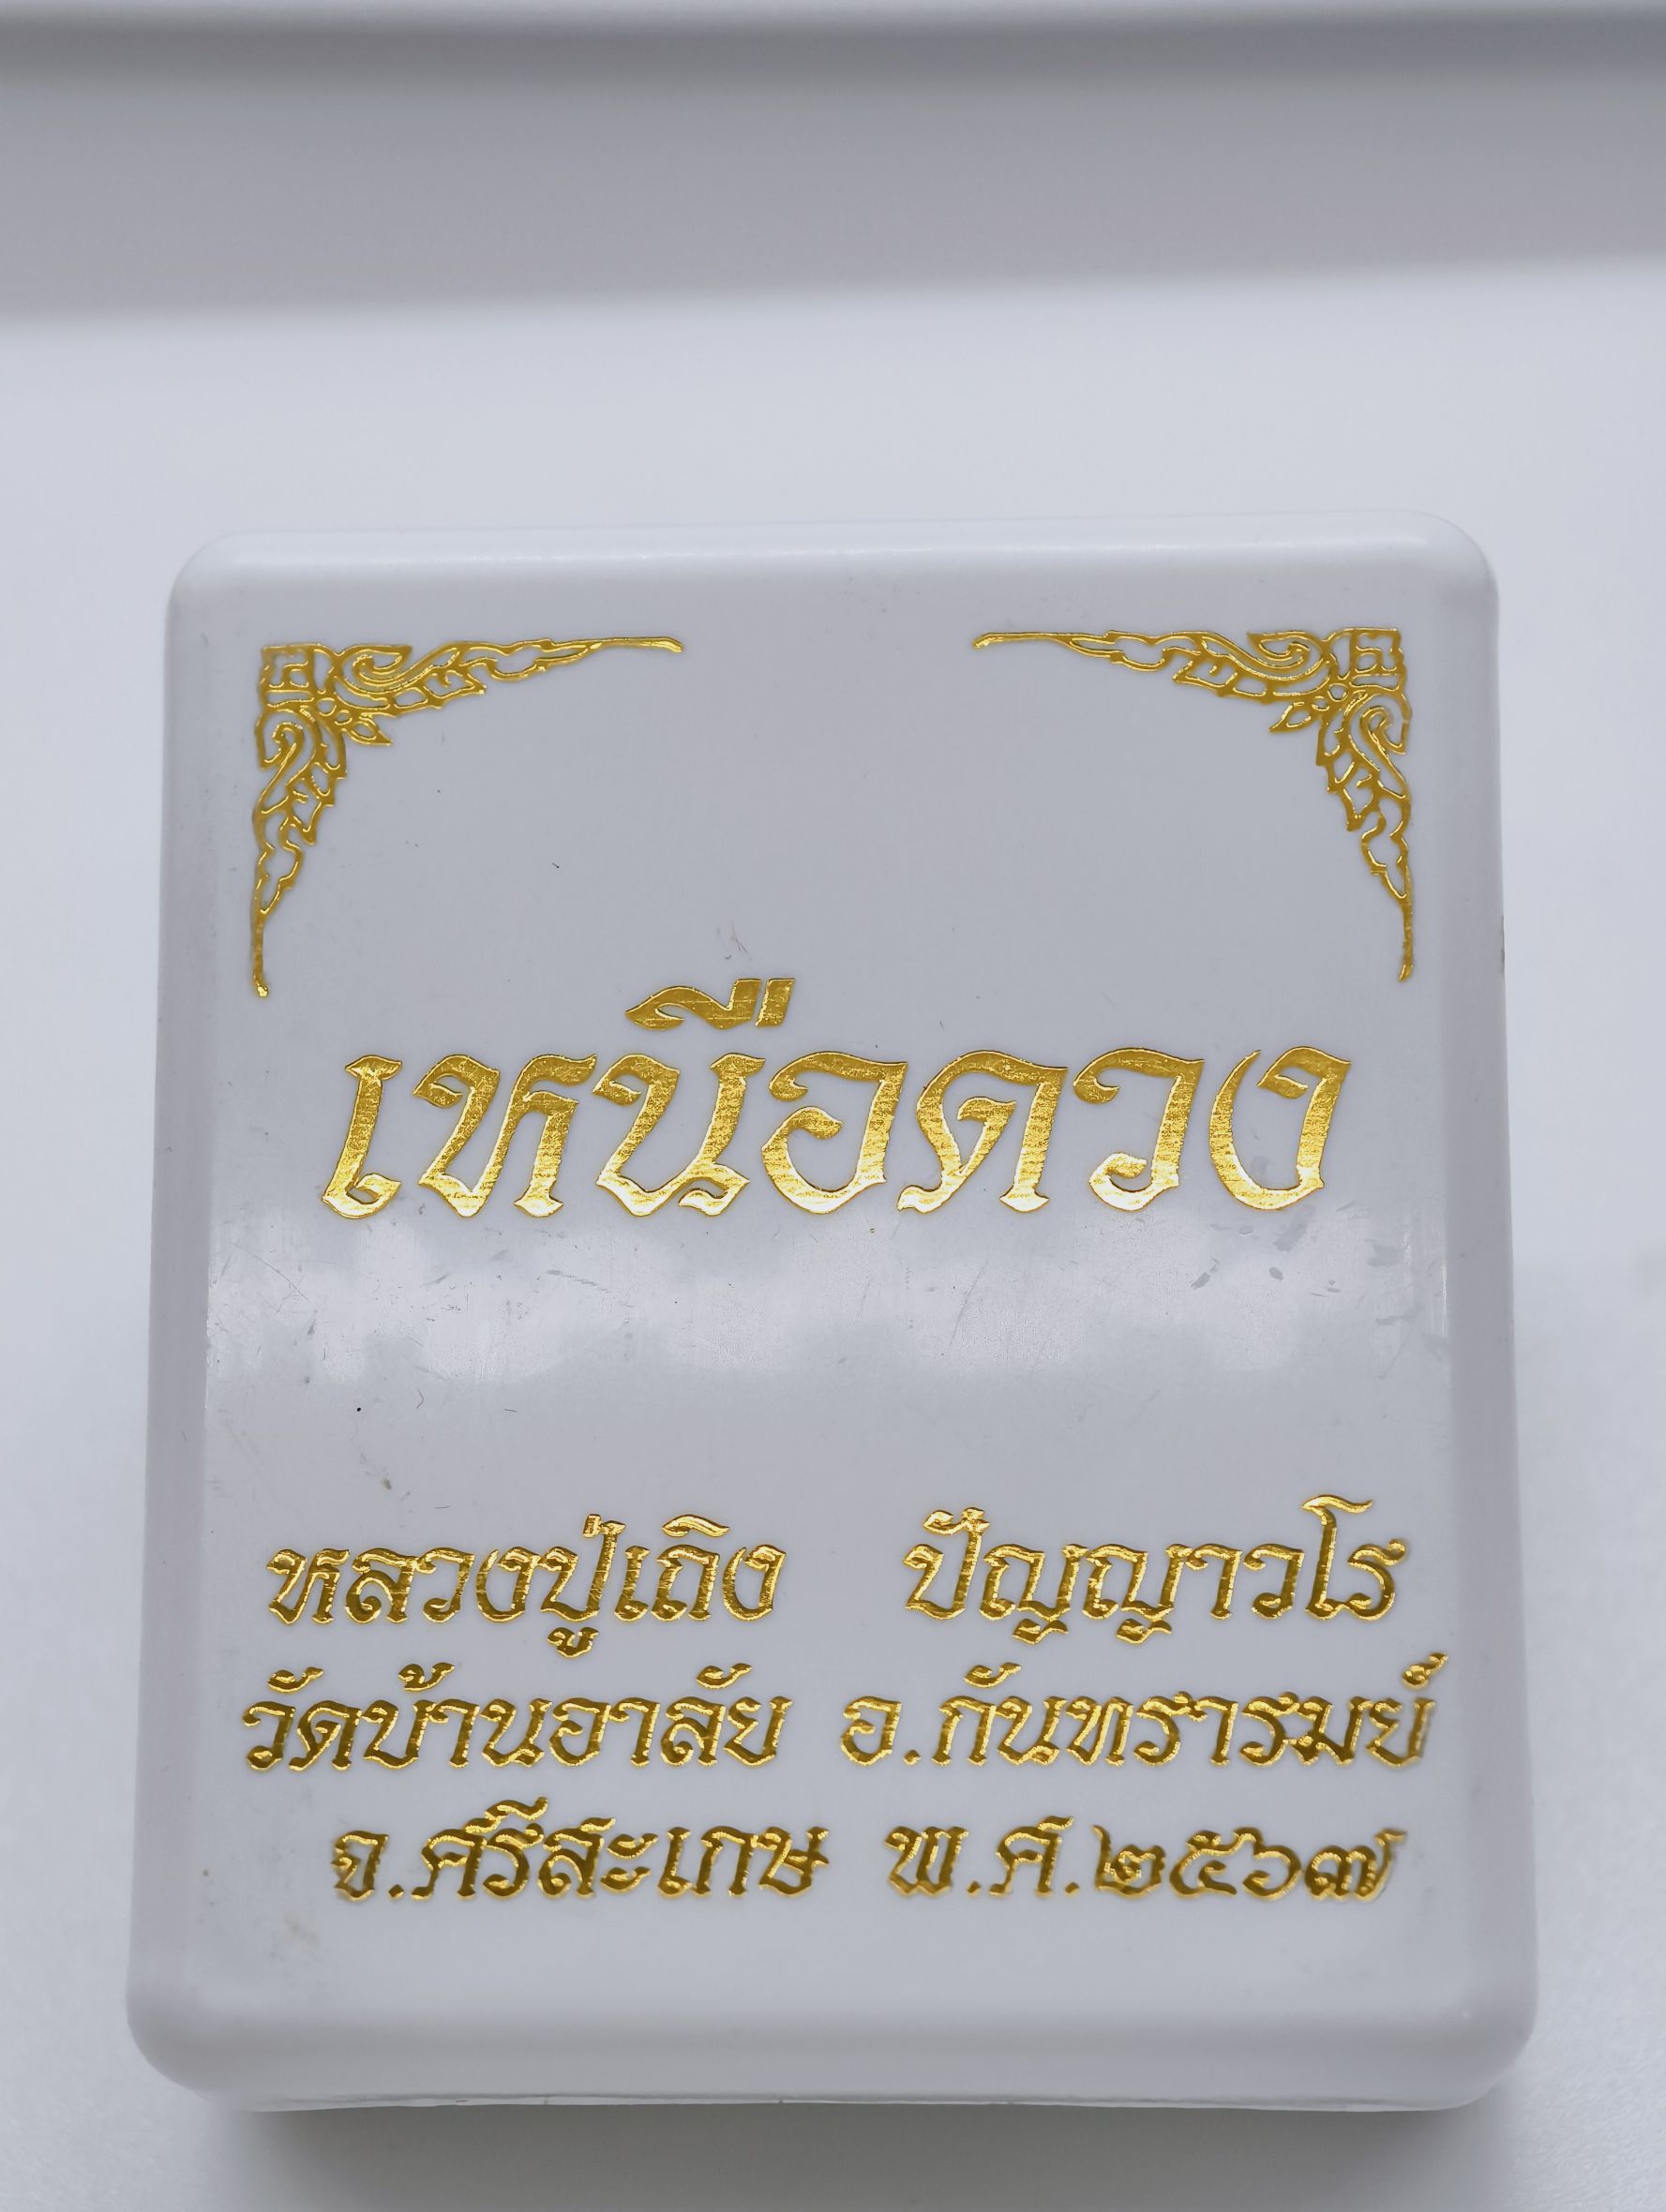 เหนือดวง
หลวงปู่เถิง ปัญญาวโร
วัดบ้านอาลัย อ.กันทรารมย์
จ.ศรีสะเกษ พ.ศ.๒๕๖๗